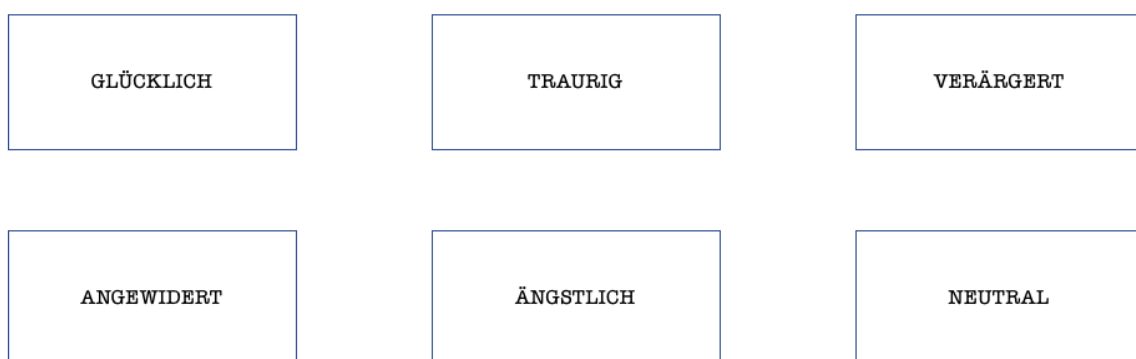 GLÜCKLICH
TRAURIG
VERÄRGERT
ANGEWIDERT
ÄNGSTLICH
NEUTRAL